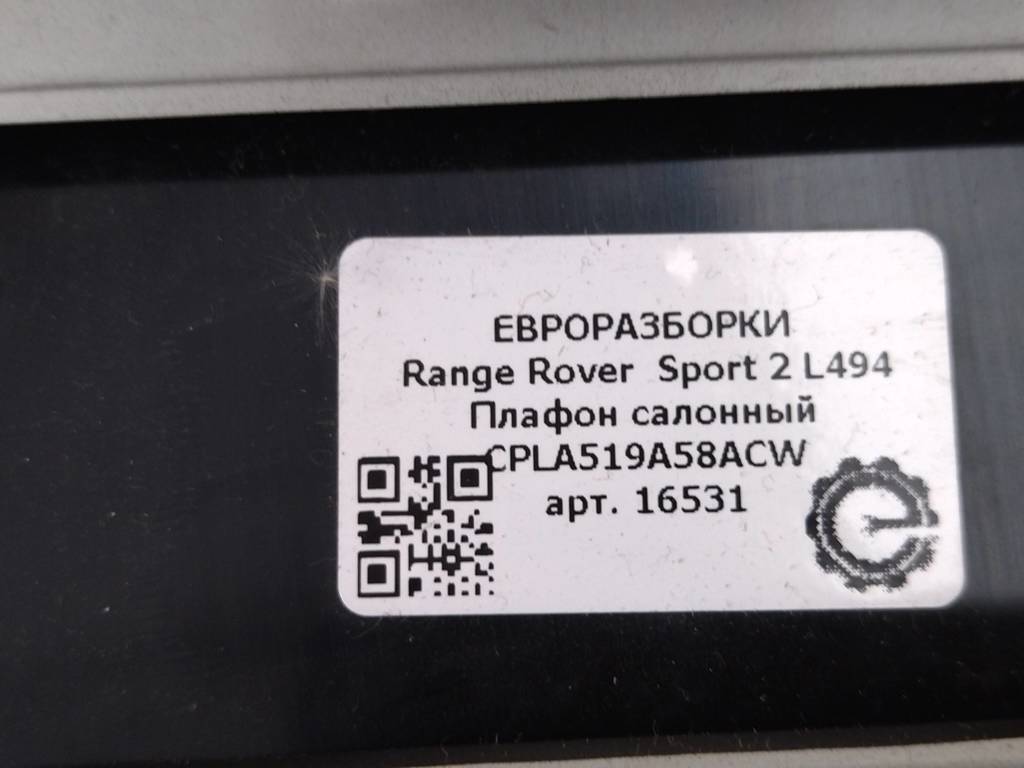 ЕВРОРАЗБОРКИ
Range Rover Sport 2 L494
Плафон салонный
CPLA519A58ACW
арт. 16531